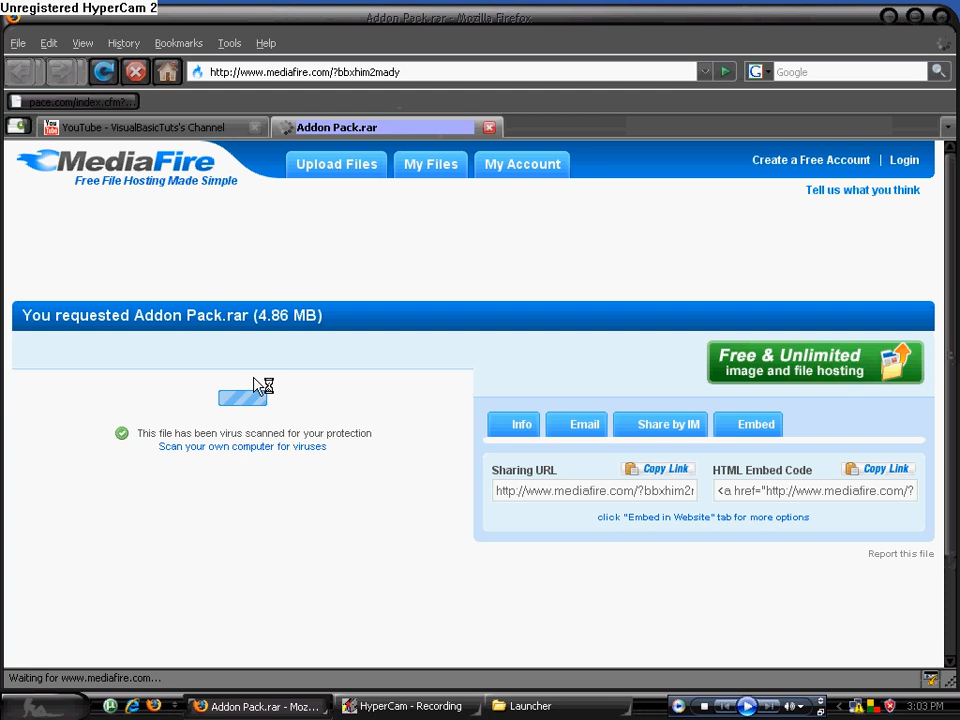 Unregistered HyperCam 2
Addon Pack.rar - Mozilla Firefox
File Edit View History Bookmarks Tools Help
http://www.mediafire.com/?bbxhim2mady
G Google
pace.com/index.cfm?...
YouTube - VisualBasicTuts's Channel
Addon Pack.rar
MediaFire
Free File Hosting Made Simple
Upload Files
My Files
My Account
Create a Free Account | Login
Tell us what you think
You requested Addon Pack.rar (4.86 MB)
Free & Unlimited
image and file hosting
This file has been virus scanned for your protection
Scan your own computer for viruses
Info
Email
Share by IM
Embed
Sharing URL
Copy Link
HTML Embed Code
Copy Link
http://www.mediafire.com/?bbxhim2r
<a href="http://www.mediafire.com/?
click "Embed in Website" tab for more options
Report this file
Waiting for www.mediafire.com...
Addon Pack.rar - Moz...
HyperCam - Recording
Launcher
3:03 PM